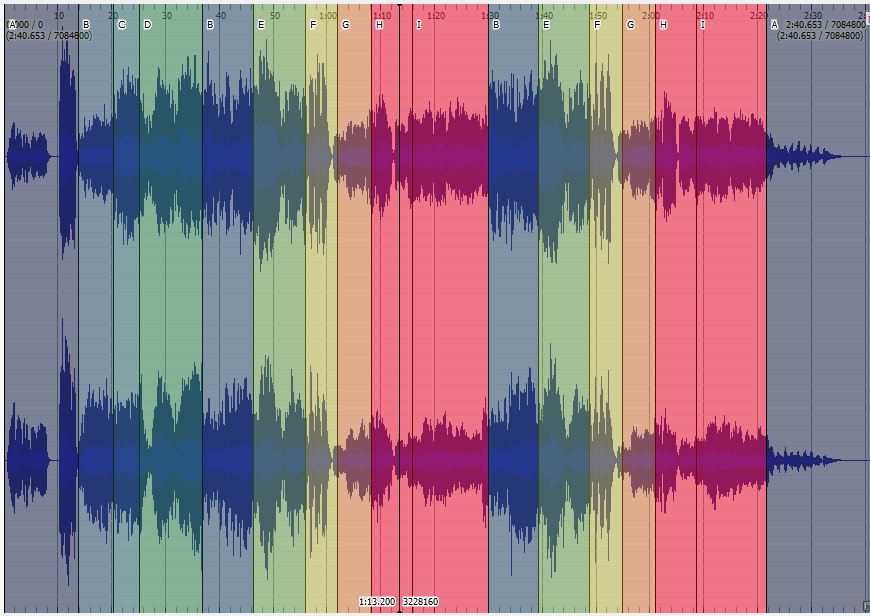 10 20 30 40 50 1:00 1:10 1:20 1:30 1:40 1:50 2:00 2:10 2:20 2:30
A 000 / 0 B C D B E F G H I B E F G H I A 2:40.653 / 7084800
(2:40.653 / 7084800) (2:40.653 / 7084800)
1:13.200 3228160